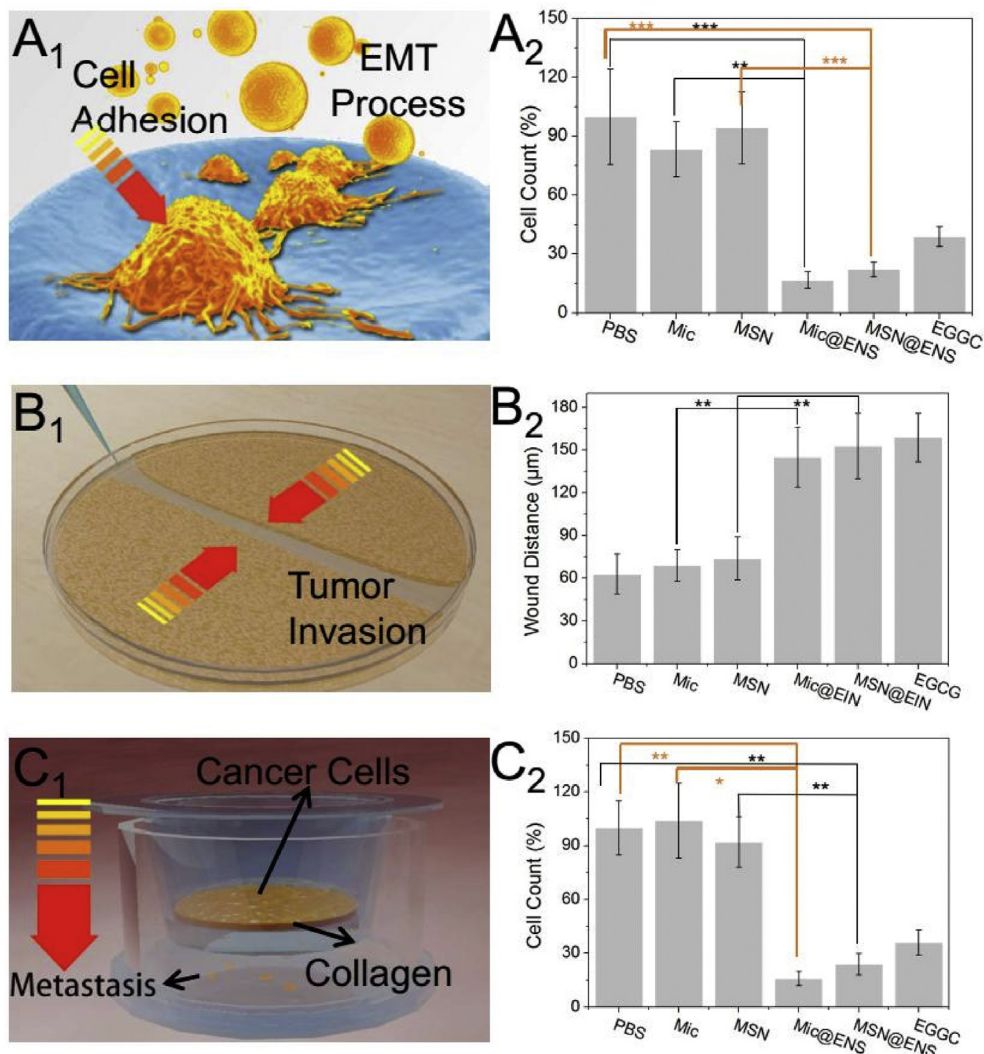 A1
Cell
Adhesion
EMT
Process
A2
Cell Count (%)
150
120
90
60
30
0
***
***
**
***
PBS
Mic
MSN
Mic@ENS
MSN@ENS
EGGC
B1
Tumor
Invasion
B2
Wound Distance (μm)
180
150
120
90
60
30
0
**
**
PBS
Mic
MSN
Mic@EIN
MSN@EIN
EGCG
C1
Cancer Cells
Collagen
Metastasis
C2
Cell Count (%)
150
120
90
60
30
0
**
**
*
**
PBS
Mic
MSN
Mic@ENS
MSN@ENS
EGGC